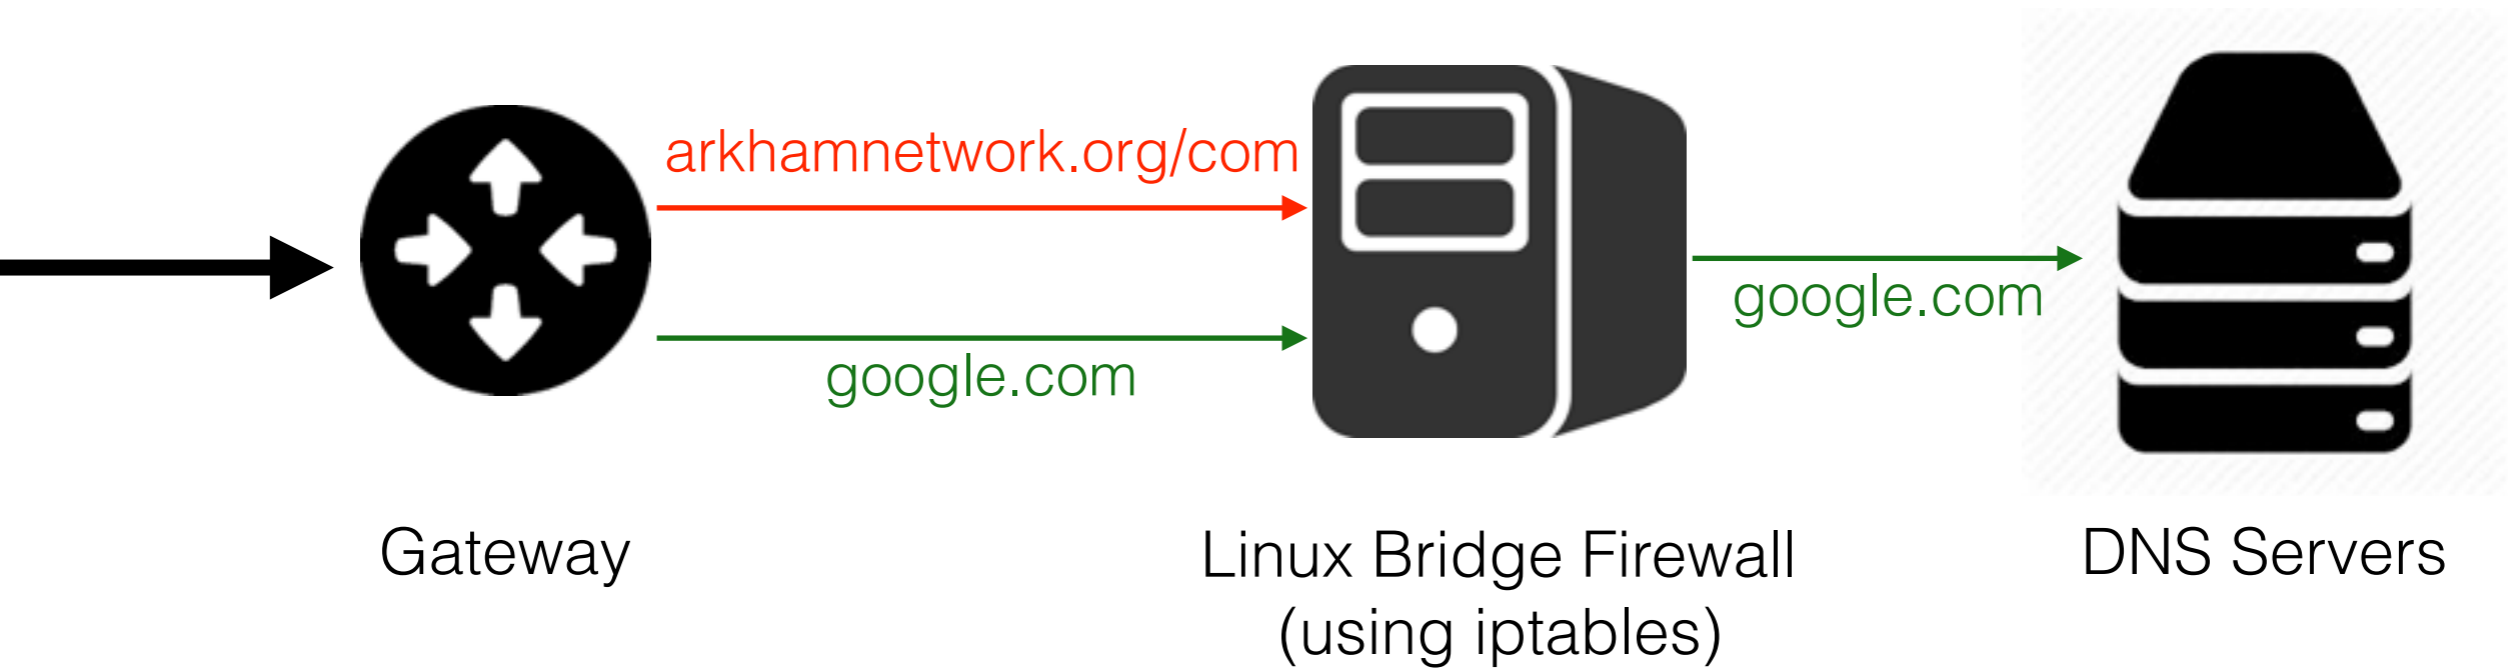 arkhamnetwork.org/com
google.com
google.com
Gateway
Linux Bridge Firewall
(using iptables)
DNS Servers